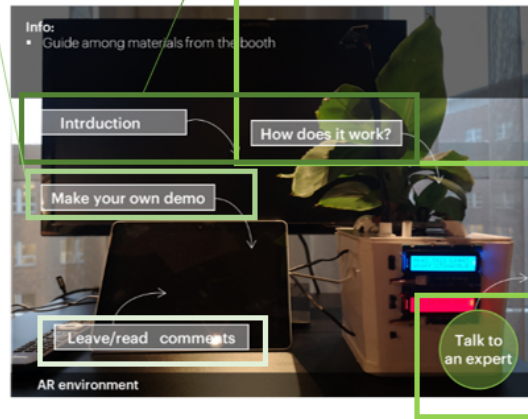 Info:
▪ Guide among materials from the booth
Intrduction
How does it work?
Make your own demo
Leave/read comments
Talk to
an expert
AR environment